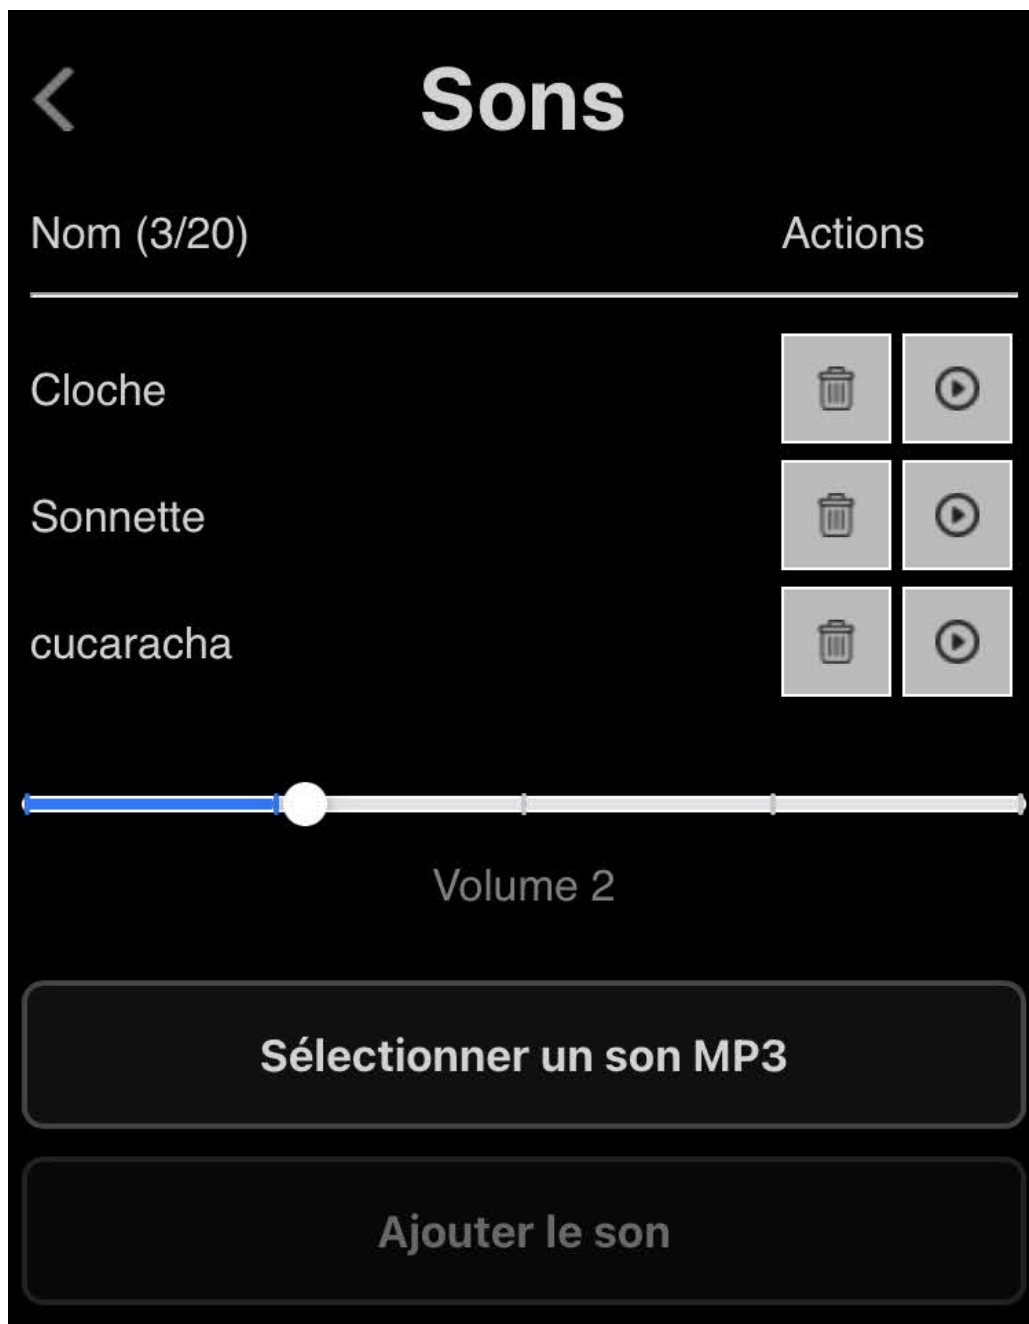 Sons
Nom (3/20) Actions
Cloche
Sonnette
cucaracha
Volume 2
Sélectionner un son MP3
Ajouter le son